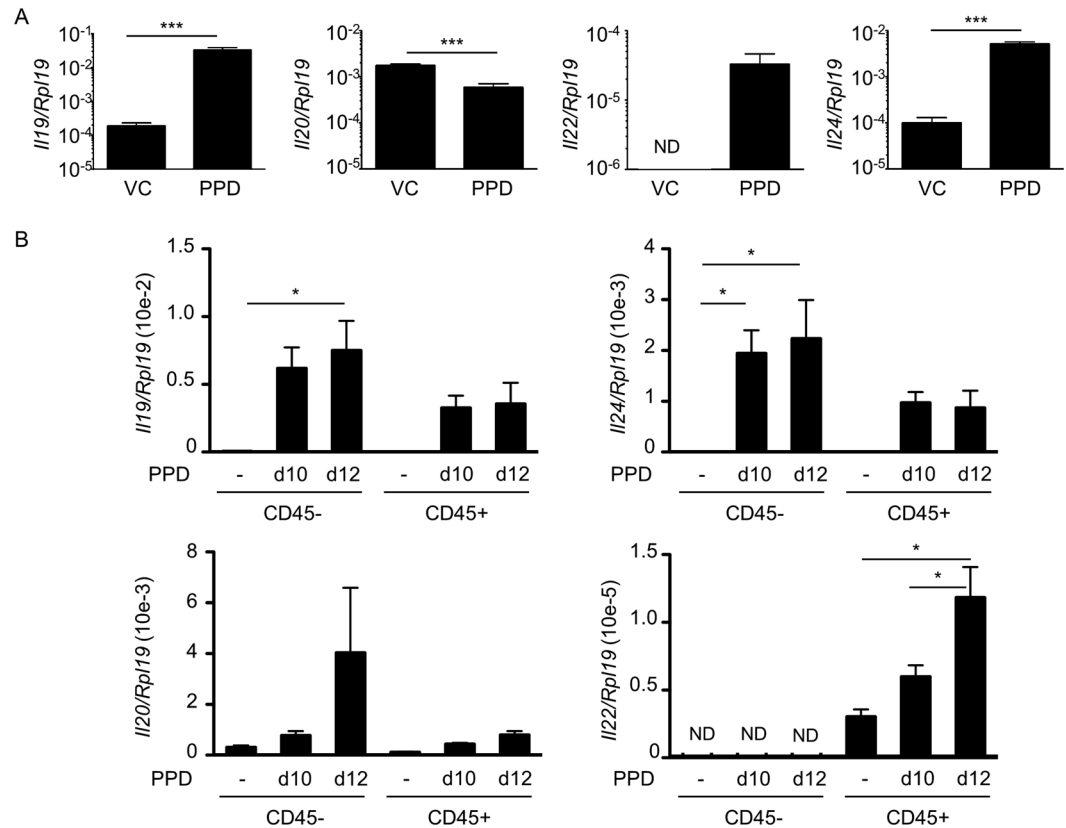 A
Il19/Rpl19
10-1
10-2
10-3
10-4
10-5
***
VC PPD
Il20/Rpl19
10-2
10-3
10-4
10-5
***
VC PPD
Il22/Rpl19
10-4
10-5
10-6
ND
VC PPD
Il24/Rpl19
10-2
10-3
10-4
10-5
***
VC PPD
B
Il19/Rpl19 (10e-2)
1.5
1.0
0.5
0
*
PPD - d10 d12 - d10 d12
CD45- CD45+
Il24/Rpl19 (10e-3)
4
3
2
1
0
*
*
PPD - d10 d12 - d10 d12
CD45- CD45+
Il20/Rpl19 (10e-3)
8
6
4
2
0
PPD - d10 d12 - d10 d12
CD45- CD45+
Il22/Rpl19 (10e-5)
1.5
1.0
0.5
0
*
*
ND ND ND
PPD - d10 d12 - d10 d12
CD45- CD45+